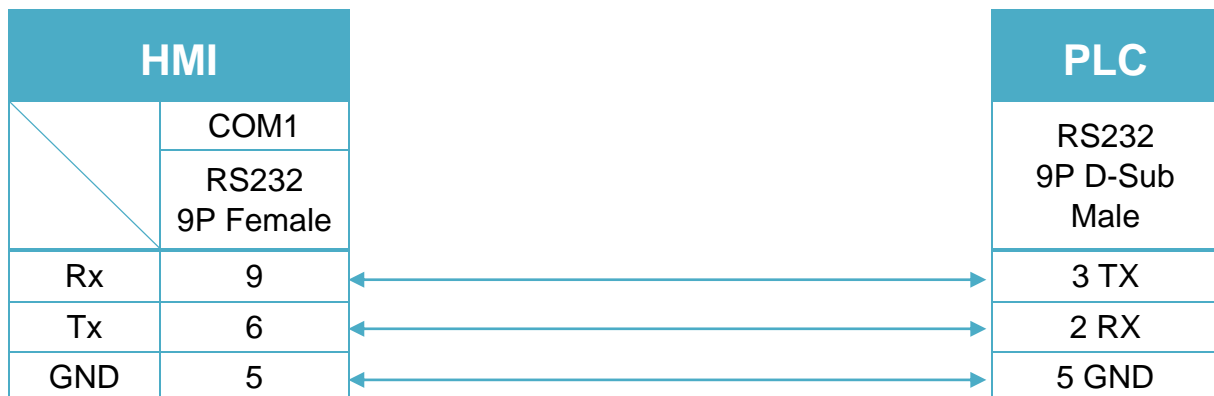 HMI
PLC
COM1
RS232
9P Female
RS232
9P D-Sub
Male
Rx 9 3 TX
Tx 6 2 RX
GND 5 5 GND